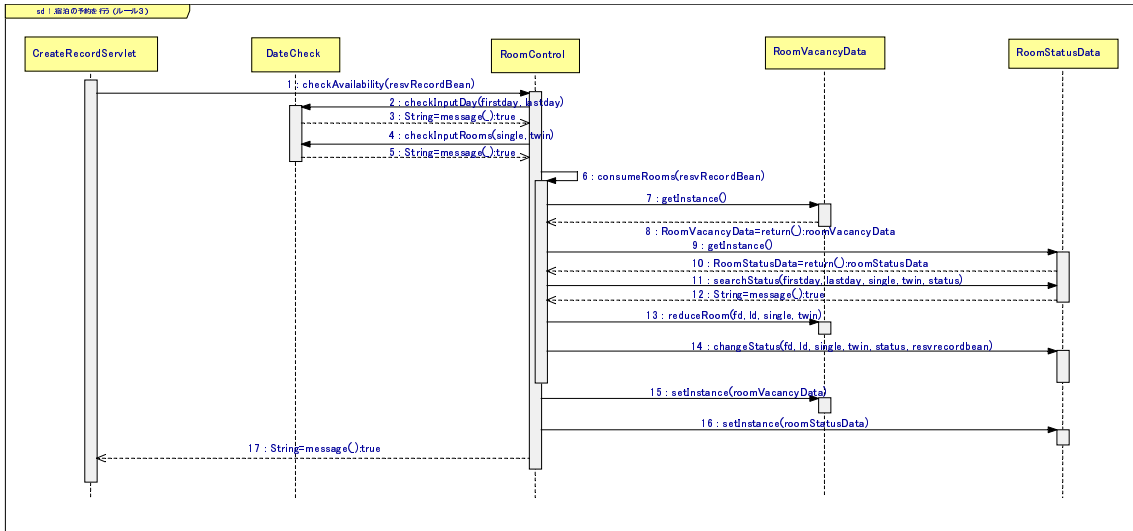 sd 1.宿泊の予約を行う(ルール3)
CreateRecordServlet
DateCheck
RoomControl
RoomVacancyData
RoomStatusData
1 : checkAvailability(resvRecordBean)
2 : checkInputDay(firstday, lastday)
3 : String=message():true
4 : checkInputRooms(single, twin)
5 : String=message():true
6 : consumeRooms(resvRecordBean)
7 : getInstance()
8 : RoomVacancyData=return():roomVacancyData
9 : getInstance()
10 : RoomStatusData=return():roomStatusData
11 : searchStatus(firstday, lastday, single, twin, status)
12 : String=message():true
13 : reduceRoom(fd, ld, single, twin)
14 : changeStatus(fd, ld, single, twin, status, resvrecordbean)
15 : setInstance(roomVacancyData)
16 : setInstance(roomStatusData)
17 : String=message():true